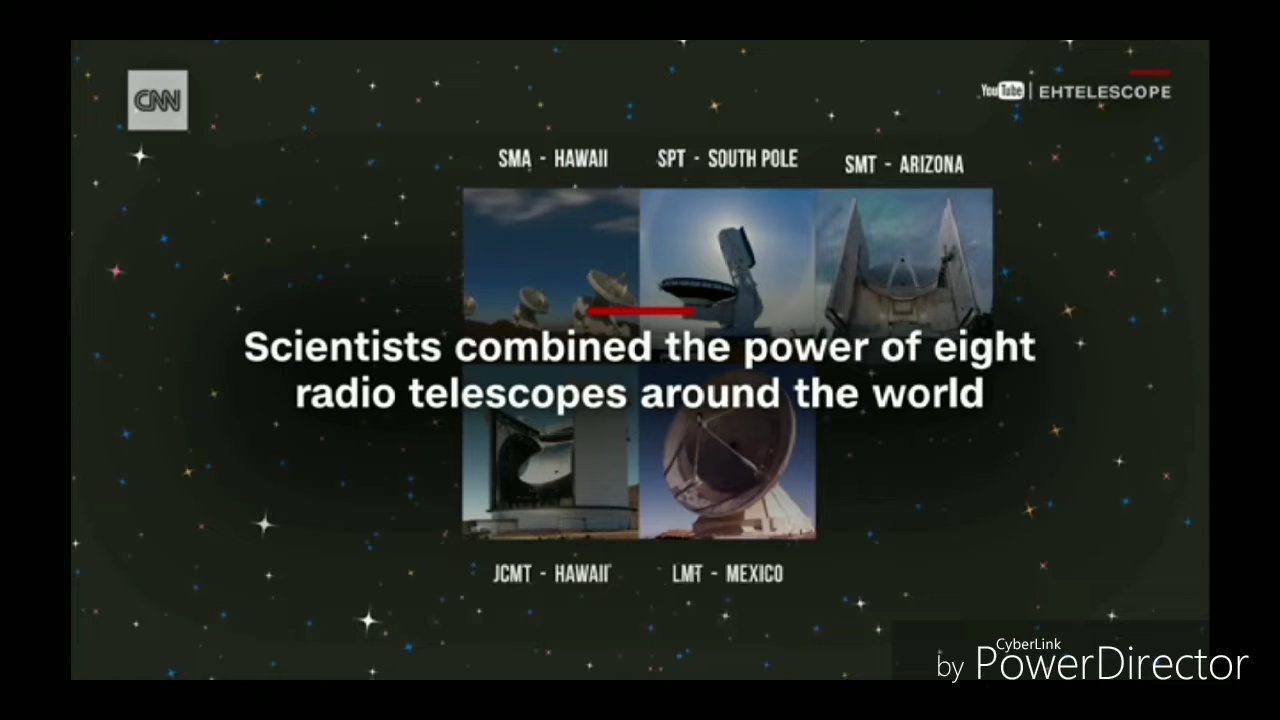 CNN
YouTube | EHTELESCOPE
SMA - HAWAII
SPT - SOUTH POLE
SMT - ARIZONA
Scientists combined the power of eight
radio telescopes around the world
JCMT - HAWAII
LMT - MEXICO
CyberLink
by PowerDirector